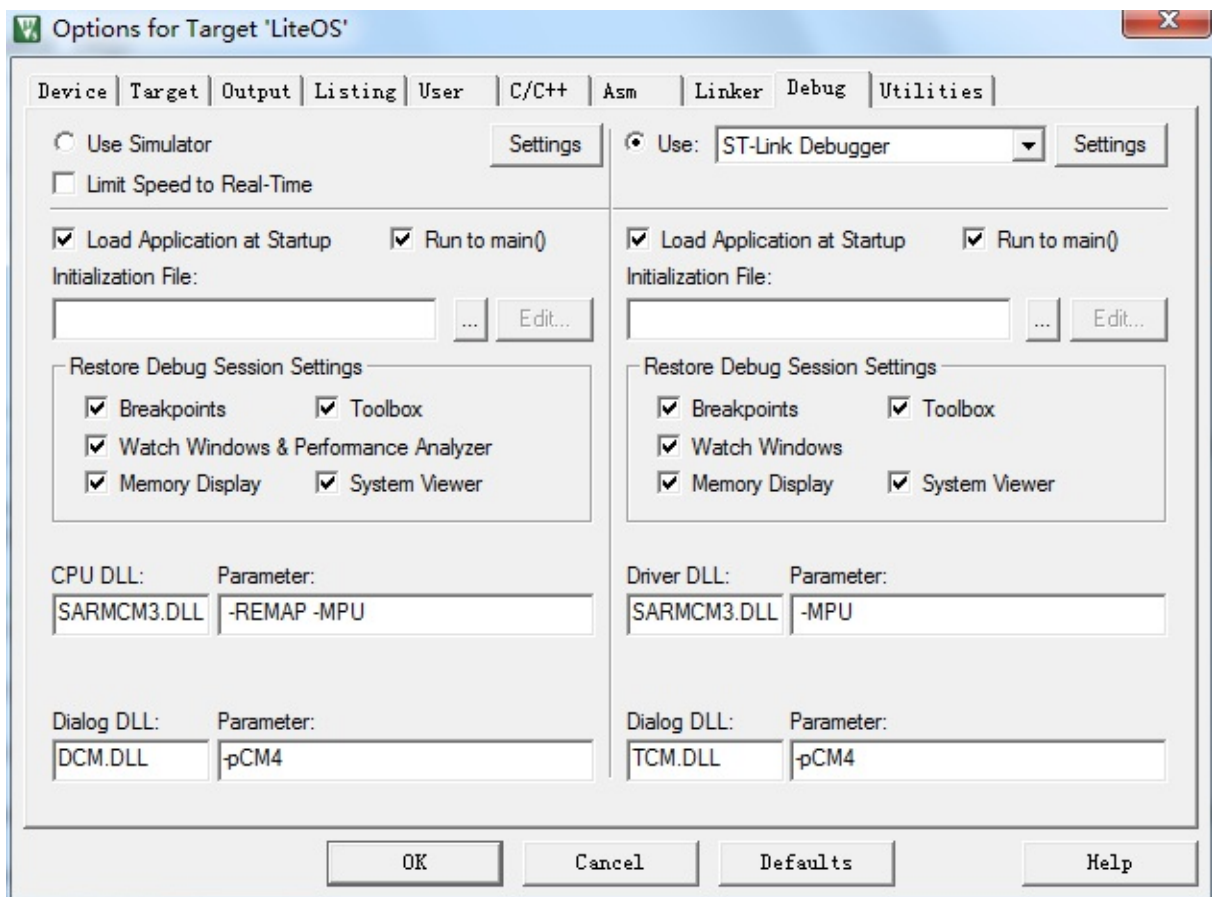 Options for Target 'LiteOS'
Device Target Output Listing User C/C++ Asm Linker Debug Utilities
Use Simulator Settings
Limit Speed to Real-Time
Load Application at Startup Run to main()
Initialization File:
... Edit...
Restore Debug Session Settings
Breakpoints Toolbox
Watch Windows & Performance Analyzer
Memory Display System Viewer
CPU DLL: Parameter:
SARMCM3.DLL -REMAP -MPU
Dialog DLL: Parameter:
DCM.DLL -pCM4
Use: ST-Link Debugger Settings
Load Application at Startup Run to main()
Initialization File:
... Edit...
Restore Debug Session Settings
Breakpoints Toolbox
Watch Windows
Memory Display System Viewer
Driver DLL: Parameter:
SARMCM3.DLL -MPU
Dialog DLL: Parameter:
TCM.DLL -pCM4
OK Cancel Defaults Help